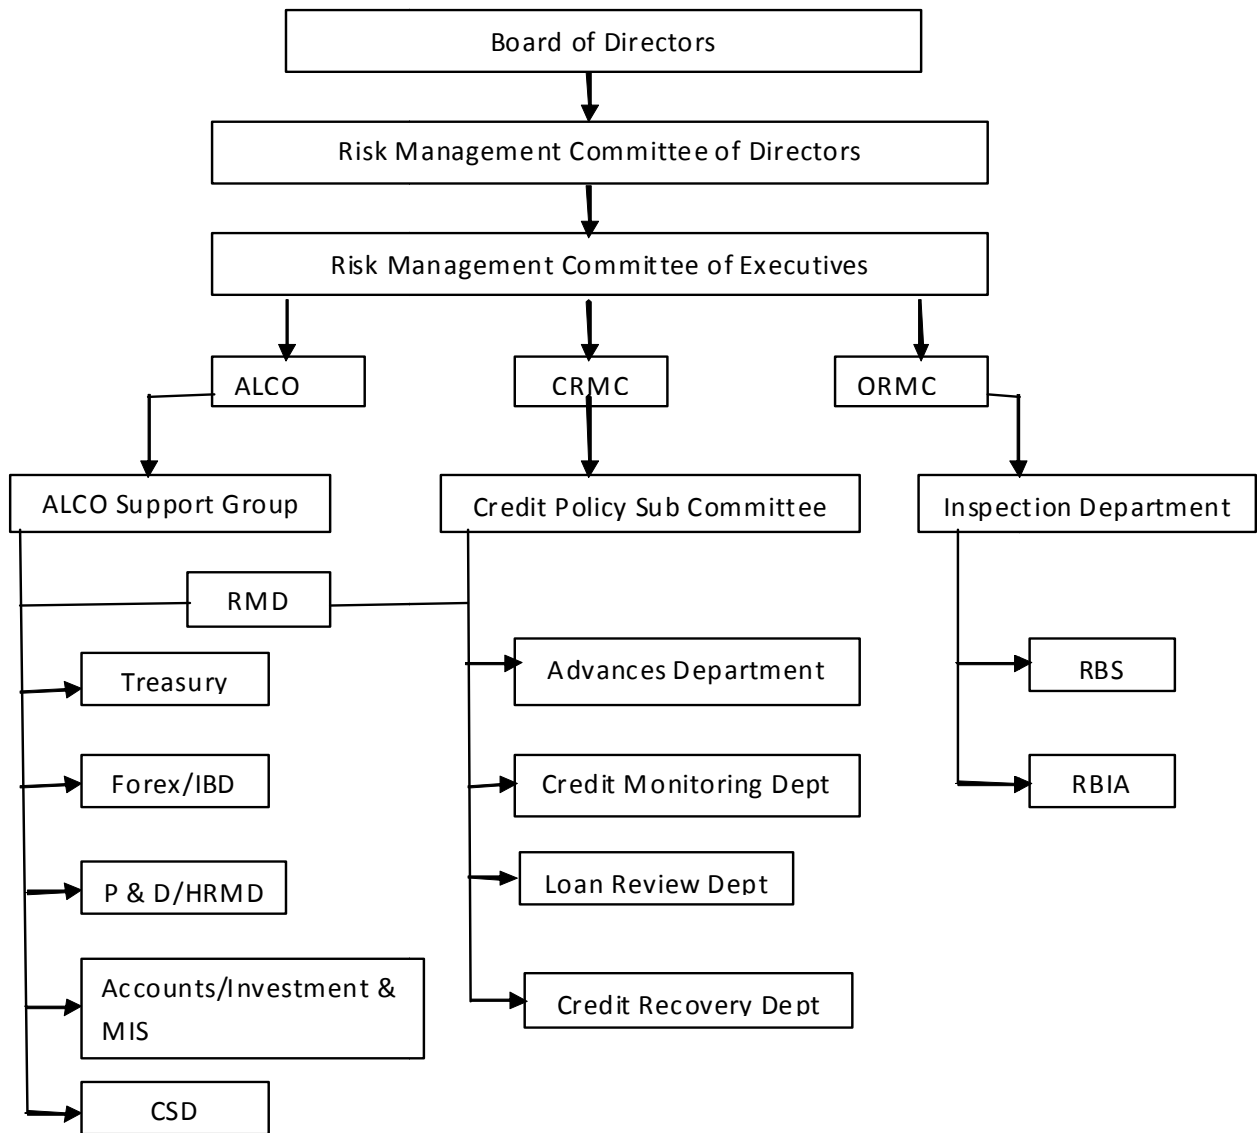 Board of Directors
Risk Management Committee of Directors
Risk Management Committee of Executives
ALCO
CRMC
ORMC
ALCO Support Group
Credit Policy Sub Committee
Inspection Department
RMD
Advances Department
RBS
Treasury
Forex/IBD
Credit Monitoring Dept
RBIA
P & D/HRMD
Loan Review Dept
Accounts/Investment &
MIS
Credit Recovery Dept
CSD